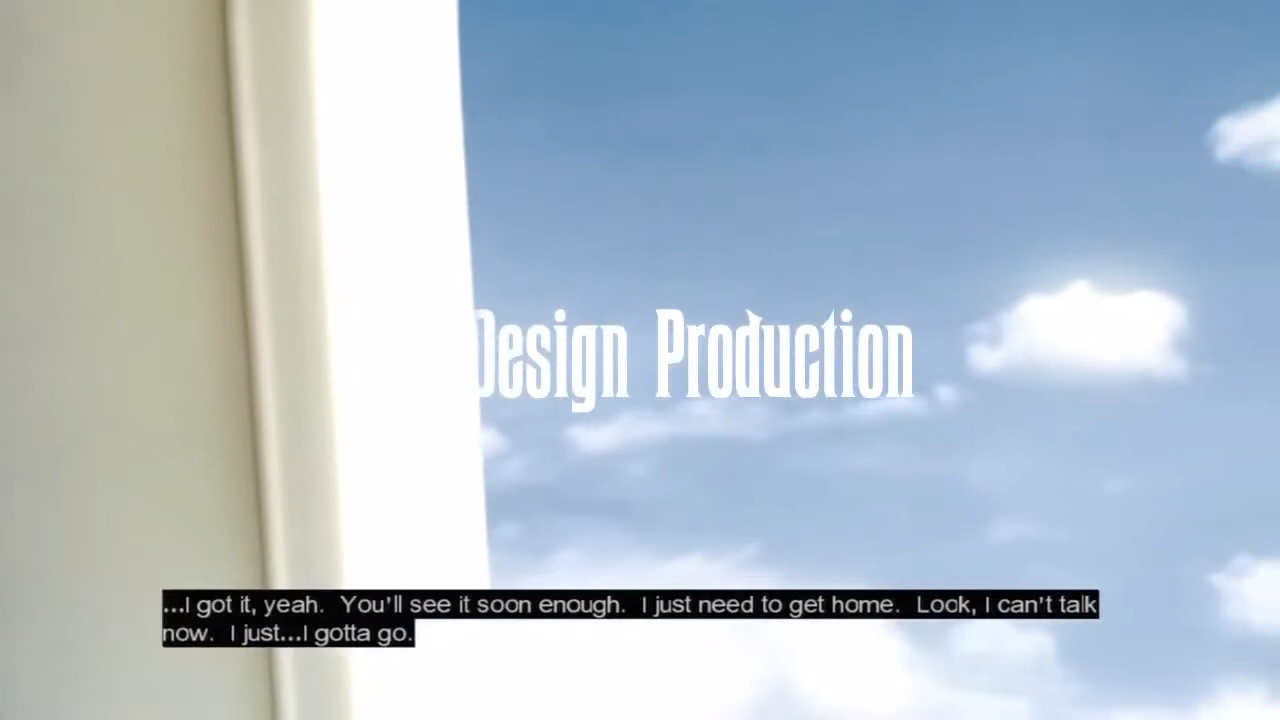 Design Production
...I got it, yeah.  You'll see it soon enough.  I just need to get home.  Look, I can't talk
now.  I just...I gotta go.